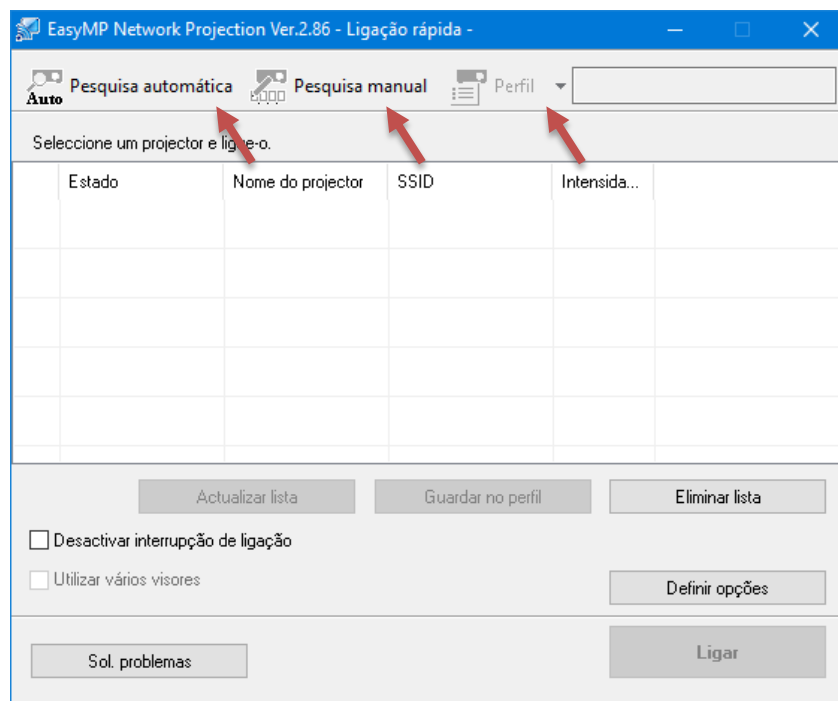 EasyMP Network Projection Ver.2.86 - Ligação rápida -
Auto Pesquisa automática Pesquisa manual Perfil
Seleccione um projector e ligue-o.
Estado Nome do projector SSID Intensida...
Actualizar lista Guardar no perfil Eliminar lista
Desactivar interrupção de ligação
Utilizar vários visores
Definir opções
Sol. problemas Ligar